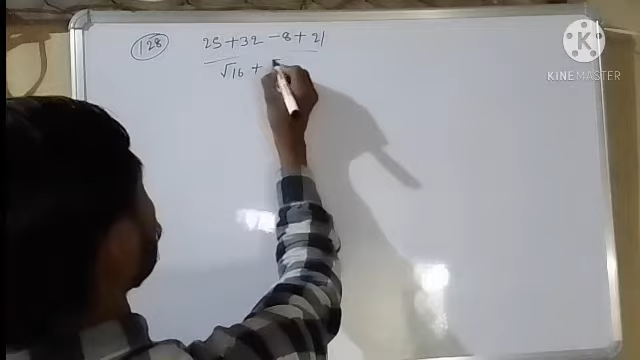 128 25 + 32 - 8 + 21
√16 +
KINEMASTER